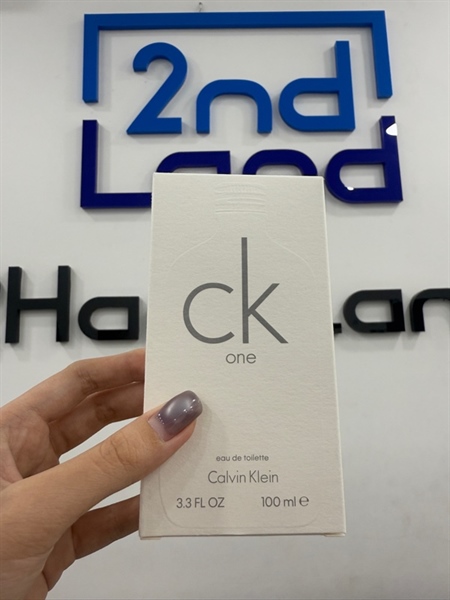 2nd
Land
ck
one
eau de toilette
Calvin Klein
3.3 FL OZ 100 ml ℮